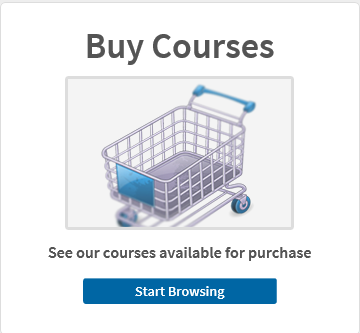 Buy Courses
See our courses available for purchase
Start Browsing